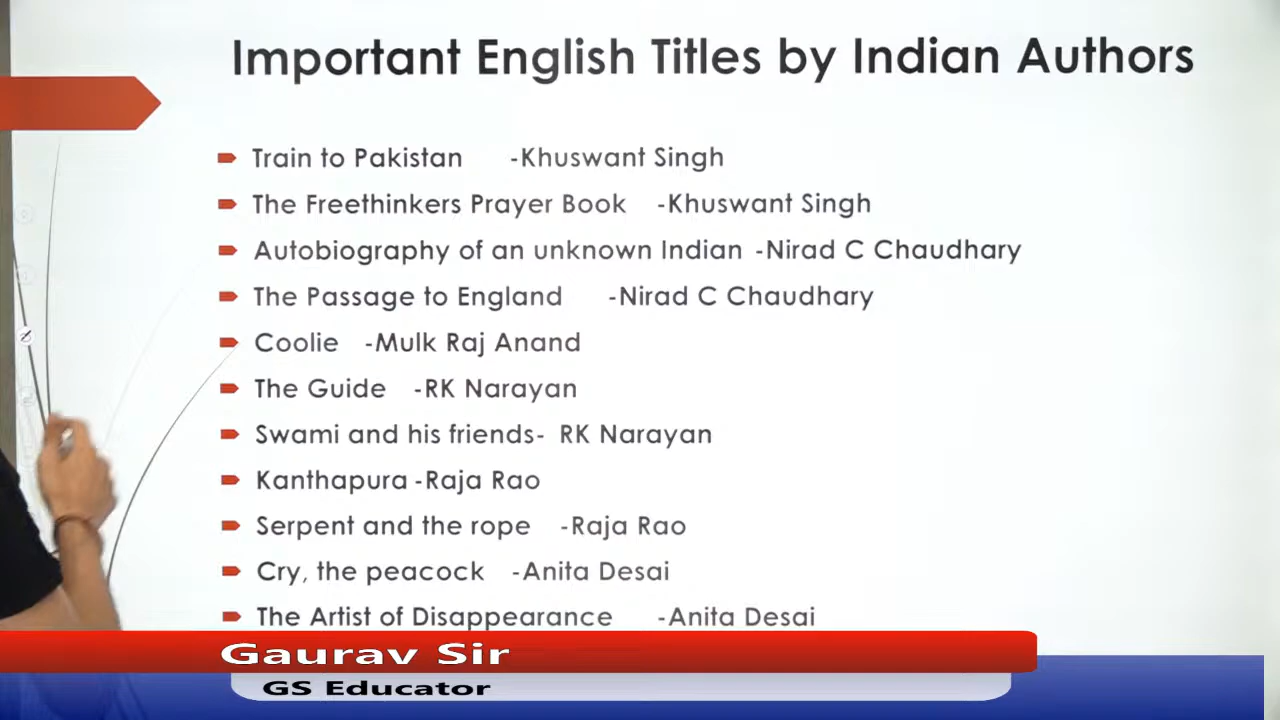 Important English Titles by Indian Authors
Train to Pakistan -Khuswant Singh
The Freethinkers Prayer Book -Khuswant Singh
Autobiography of an unknown Indian -Nirad C Chaudhary
The Passage to England -Nirad C Chaudhary
Coolie -Mulk Raj Anand
The Guide -RK Narayan
Swami and his friends- RK Narayan
Kanthapura -Raja Rao
Serpent and the rope -Raja Rao
Cry, the peacock -Anita Desai
The Artist of Disappearance -Anita Desai
Gaurav Sir
GS Educator